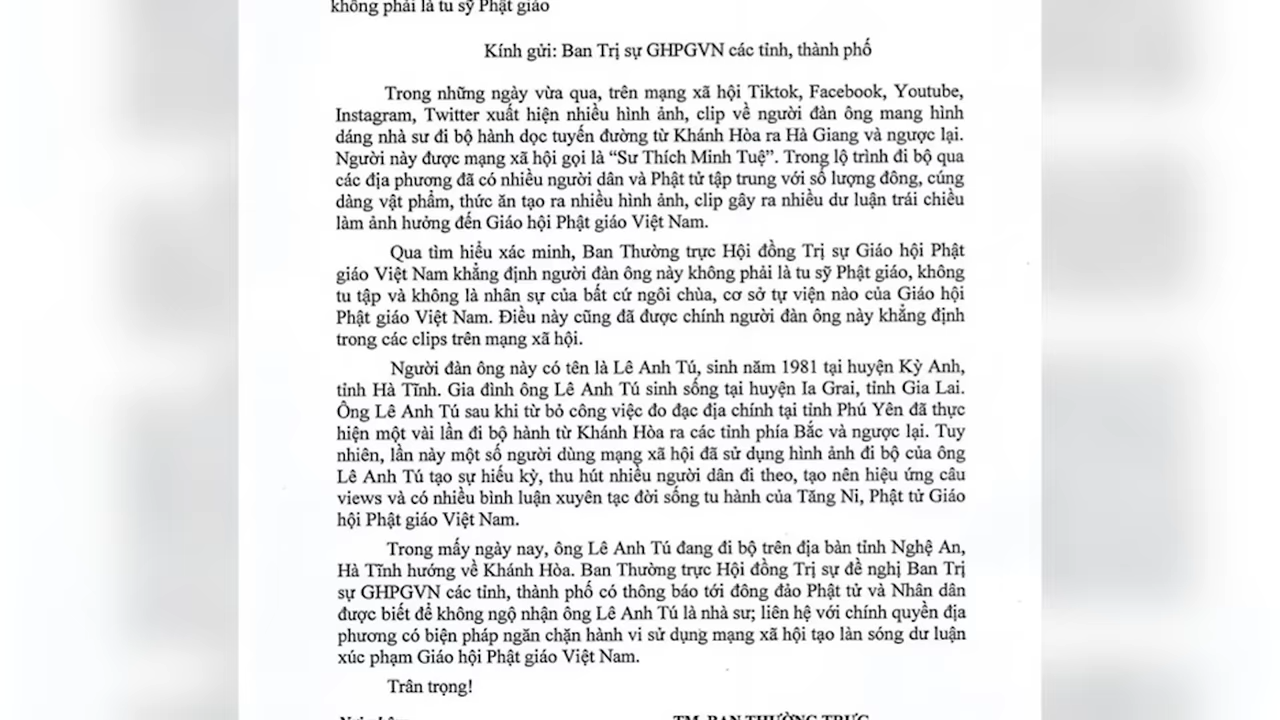 không phải là tu sỹ Phật giáo
Kính gửi: Ban Trị sự GHPGVN các tỉnh, thành phố
Trong những ngày vừa qua, trên mạng xã hội Tiktok, Facebook, Youtube,
Instagram, Twitter xuất hiện nhiều hình ảnh, clip về người đàn ông mang hình
dáng nhà sư đi bộ hành dọc tuyến đường từ Khánh Hòa ra Hà Giang và ngược lại.
Người này được mạng xã hội gọi là “Sư Thích Minh Tuệ”. Trong lộ trình đi bộ qua
các địa phương đã có nhiều người dân và Phật tử tập trung với số lượng đông, cúng
dàng vật phẩm, thức ăn tạo ra nhiều hình ảnh, clip gây ra nhiều dư luận trái chiều
làm ảnh hưởng đến Giáo hội Phật giáo Việt Nam.
Qua tìm hiểu xác minh, Ban Thường trực Hội đồng Trị sự Giáo hội Phật
giáo Việt Nam khẳng định người đàn ông này không phải là tu sỹ Phật giáo, không
tu tập và không là nhân sự của bất cứ ngôi chùa, cơ sở tự viện nào của Giáo hội
Phật giáo Việt Nam. Điều này cũng đã được chính người đàn ông này khẳng định
trong các clips trên mạng xã hội.
Người đàn ông này có tên là Lê Anh Tú, sinh năm 1981 tại huyện Kỳ Anh,
tỉnh Hà Tĩnh. Gia đình ông Lê Anh Tú sinh sống tại huyện Ia Grai, tỉnh Gia Lai.
Ông Lê Anh Tú sau khi từ bỏ công việc đo đạc địa chính tại tỉnh Phú Yên đã thực
hiện một vài lần đi bộ hành từ Khánh Hòa ra các tỉnh phía Bắc và ngược lại. Tuy
nhiên, lần này một số người dùng mạng xã hội đã sử dụng hình ảnh đi bộ của ông
Lê Anh Tú tạo sự hiếu kỳ, thu hút nhiều người dân đi theo, tạo nên hiệu ứng câu
views và có nhiều bình luận xuyên tạc đời sống tu hành của Tăng Ni, Phật tử Giáo
hội Phật giáo Việt Nam.
Trong mấy ngày nay, ông Lê Anh Tú đang đi bộ trên địa bàn tỉnh Nghệ An,
Hà Tĩnh hướng về Khánh Hòa. Ban Thường trực Hội đồng Trị sự đề nghị Ban Trị
sự GHPGVN các tỉnh, thành phố có thông báo tới đông đảo Phật tử và Nhân dân
được biết để không ngộ nhận ông Lê Anh Tú là nhà sư; liên hệ với chính quyền địa
phương có biện pháp ngăn chặn hành vi sử dụng mạng xã hội tạo làn sóng dư luận
xúc phạm Giáo hội Phật giáo Việt Nam.
Trân trọng!
TM. BAN THƯỜNG TRỰC